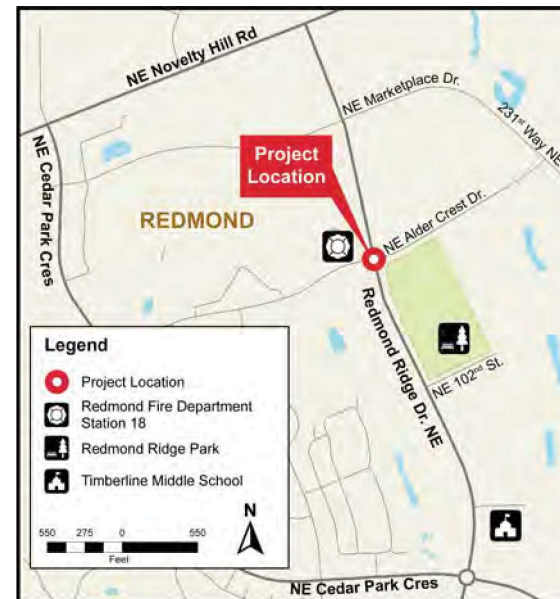 NE Novelty Hill Rd
NE Marketplace Dr.
231st Way NE
NE Cedar Park Cres
Project
Location
REDMOND
NE Alder Crest Dr.
Redmond Ridge Dr. NE
NE 102nd St.
Legend
Project Location
Redmond Fire Department
Station 18
Redmond Ridge Park
Timberline Middle School
550 275 0 550
Feet
N
NE Cedar Park Cres